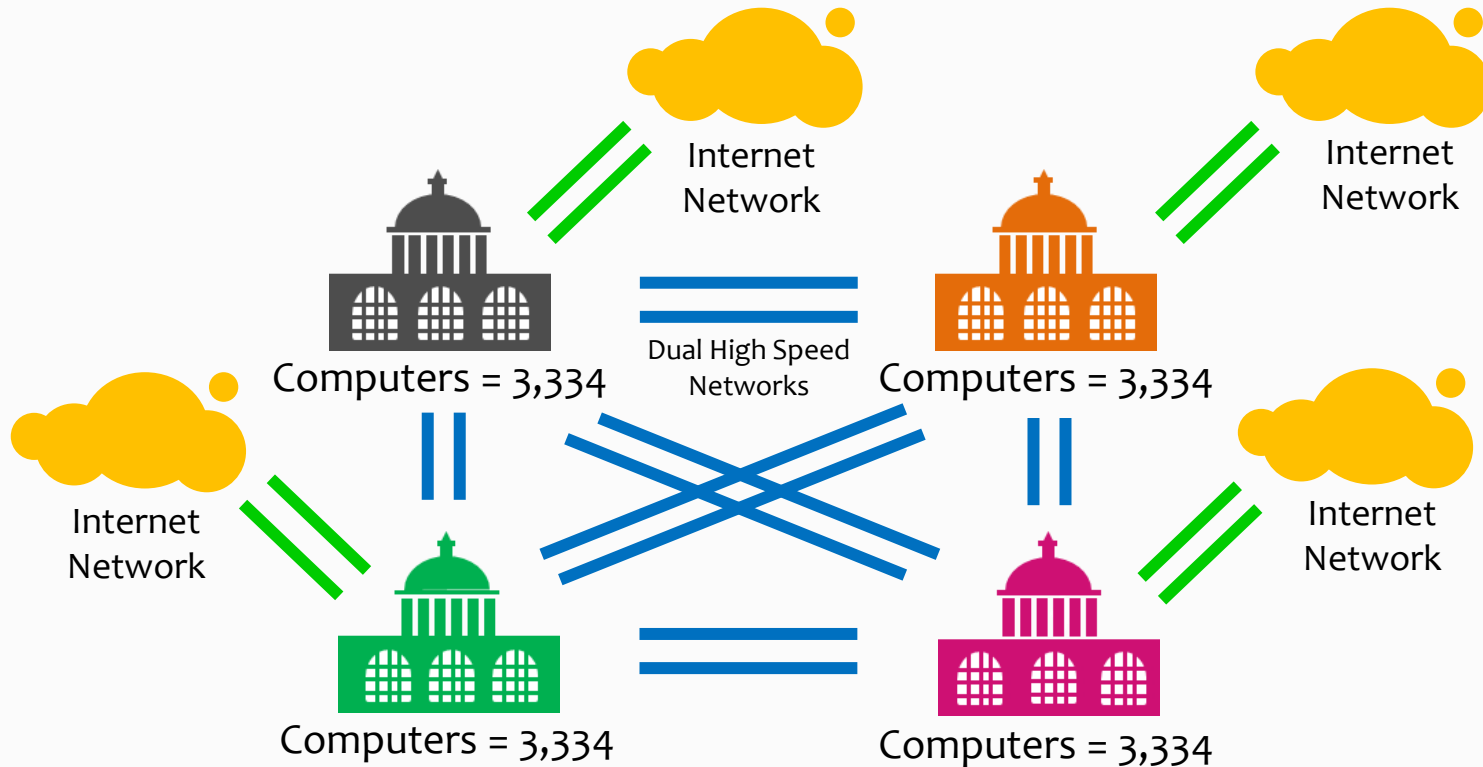 Internet
Network
Internet
Network
Computers = 3,334
Dual High Speed
Networks
Computers = 3,334
Internet
Network
Internet
Network
Computers = 3,334
Computers = 3,334